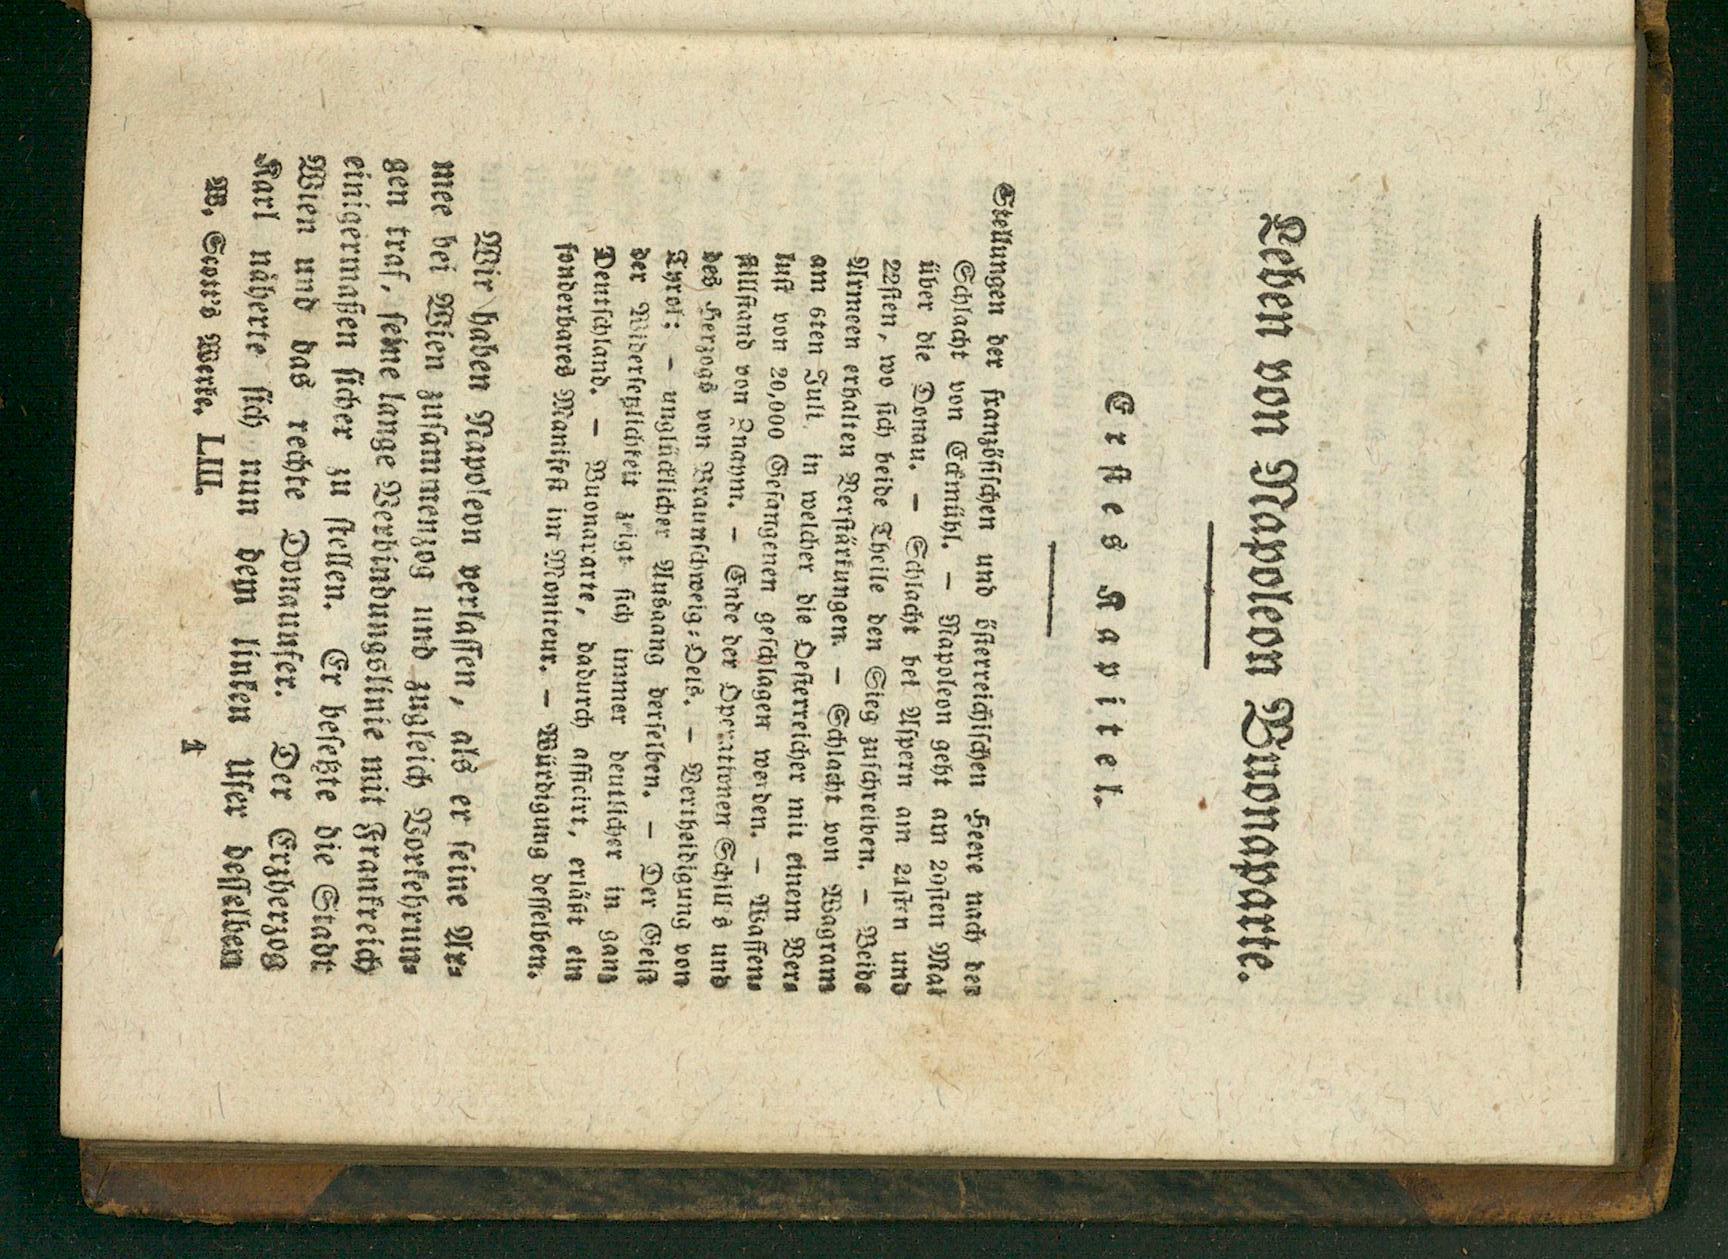 Leben von Napoleon Buonaparte.
Erstes Kapitel.
Stellungen der französischen und österreichischen Heere nach der
Schlacht von Eckmühl. — Napoleon geht am 20sten Mai
über die Donau. — Schlacht bei Aspern am 21sten und
22sten, wo sich beide Theile den Sieg zuschreiben. — Beide
Armeen erhalten Verstärkungen. — Schlacht von Wagram
am 6ten Juli, in welcher die Oesterreicher mit einem Ver-
lust von 20,000 Gefangenen geschlagen werden. — Waffen-
stillstand von Znaym. — Ende der Operationen Schill's und
des Herzogs von Braunschweig-Oels. — Vertheidigung von
Tyrol; — unglücklicher Ausgang derselben. — Der Geist
der Widersetzlichkeit zeigt sich immer deutlicher in ganz
Deutschland. — Buonaparte, dadurch afficirt, erläßt ein
sonderbares Manifest im Moniteur. — Würdigung desselben.
Wir haben Napoleon verlassen, als er seine Ar-
mee bei Wien zusammenzog und zugleich Vorkehrun-
gen traf, seine lange Verbindungslinie mit Frankreich
einigermaßen sicher zu stellen. Er besetzte die Stadt
Wien und das rechte Donauufer. Der Erzherzog
Karl näherte sich nun dem linken Ufer desselben
W. Scott's Werke. LIII. 1